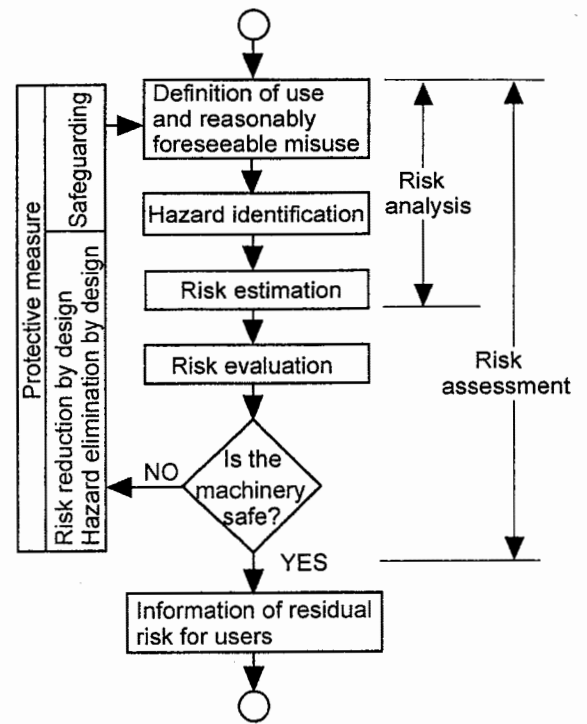 Definition of use
and reasonably
foreseeable misuse
Hazard identification
Risk estimation
Risk evaluation
Is the
machinery
safe?
NO
YES
Information of residual
risk for users
Protective measure
Safeguarding
Risk reduction by design
Hazard elimination by design
Risk
analysis
Risk
assessment